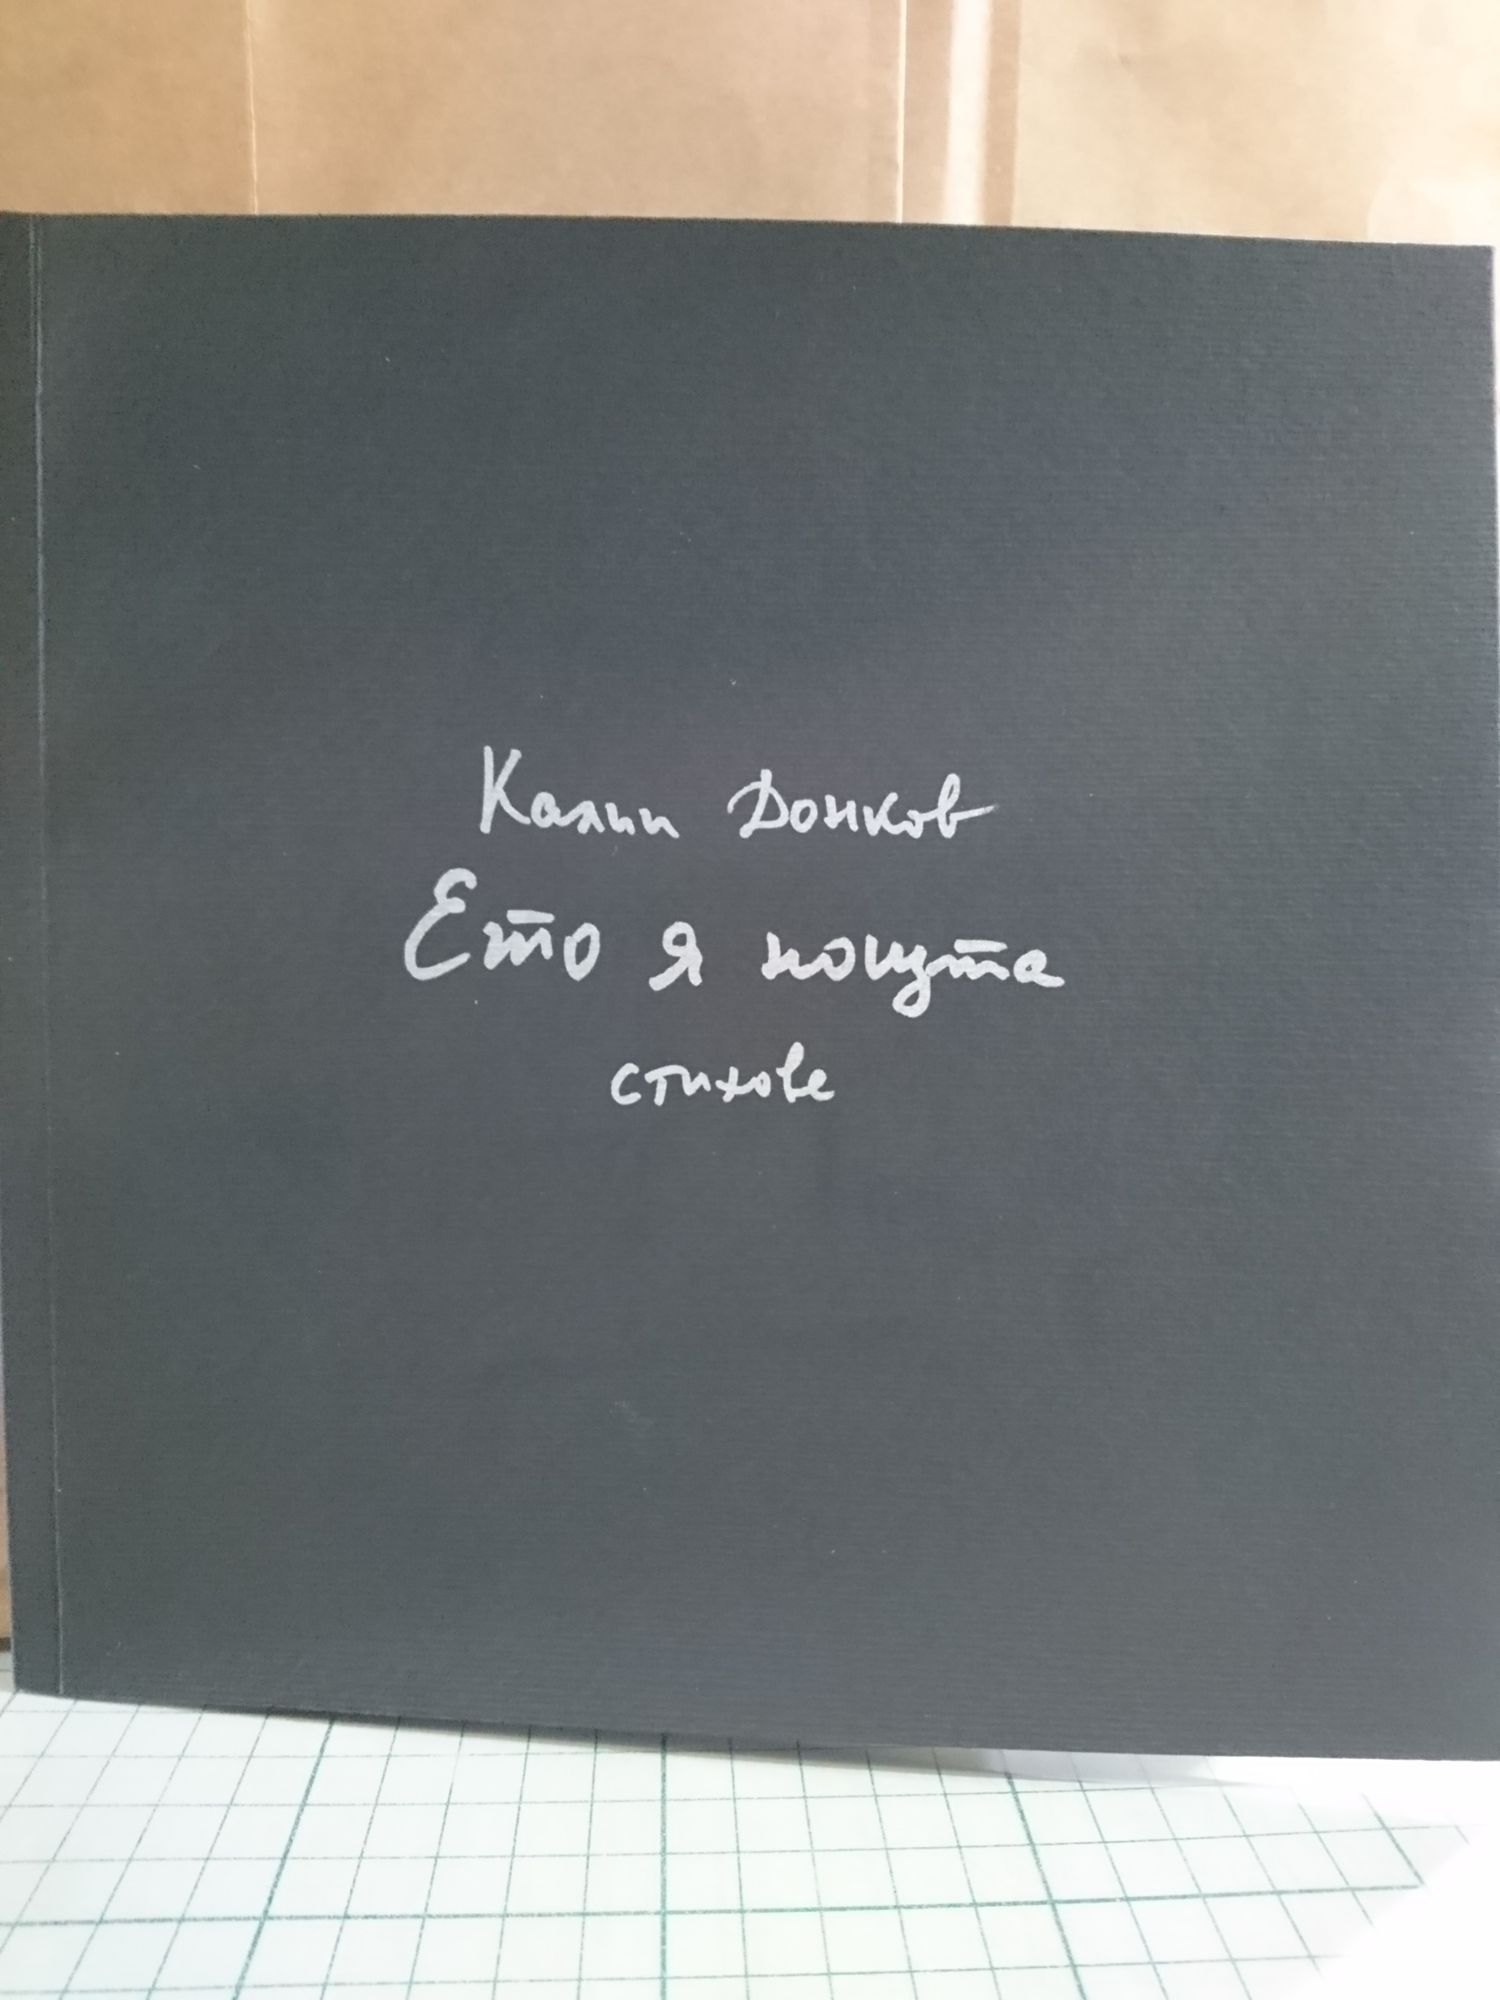 Калин Донков
Ето я нощта
стихове